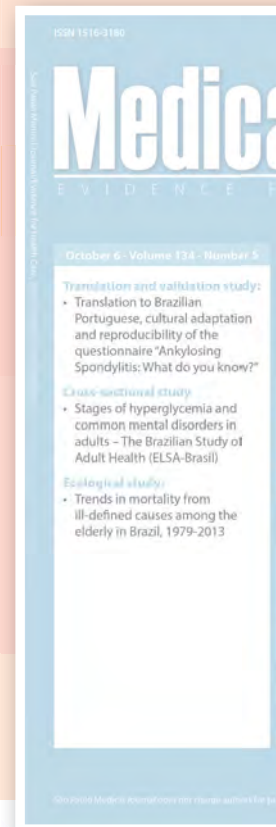 ISSN 1516-3180
Medica
EVIDENCE F
October 6 - Volume 134 - Number 5
Translation and validation study:
• Translation to Brazilian
Portuguese, cultural adaptation
and reproducibility of the
questionnaire "Ankylosing
Spondylitis: What do you know?"
Cross-sectional study
• Stages of hyperglycemia and
common mental disorders in
adults – The Brazilian Study of
Adult Health (ELSA-Brasil)
Ecological study:
• Trends in mortality from
ill-defined causes among the
elderly in Brazil, 1979-2013